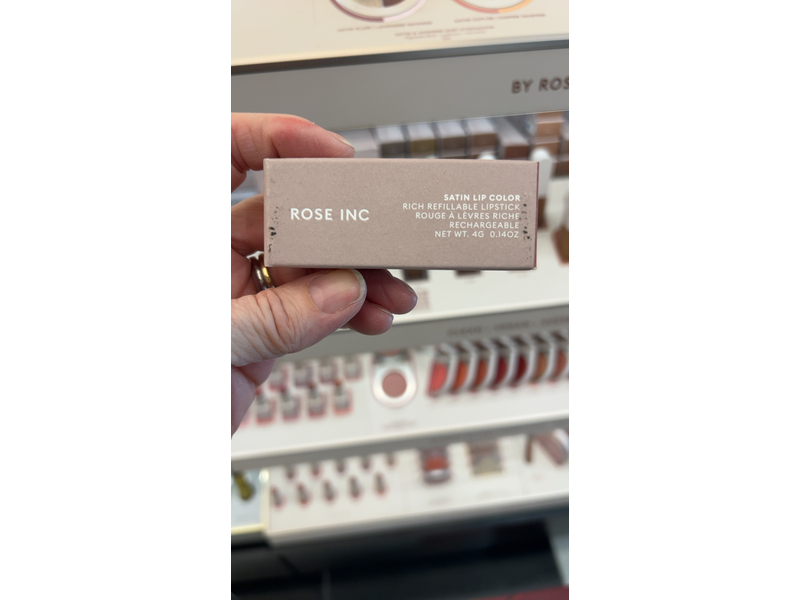 BY ROS
ROSE INC
SATIN LIP COLOR
RICH REFILLABLE LIPSTICK
ROUGE À LÈVRES RICHE
RECHARGEABLE
NET WT. 4G 0.14OZ